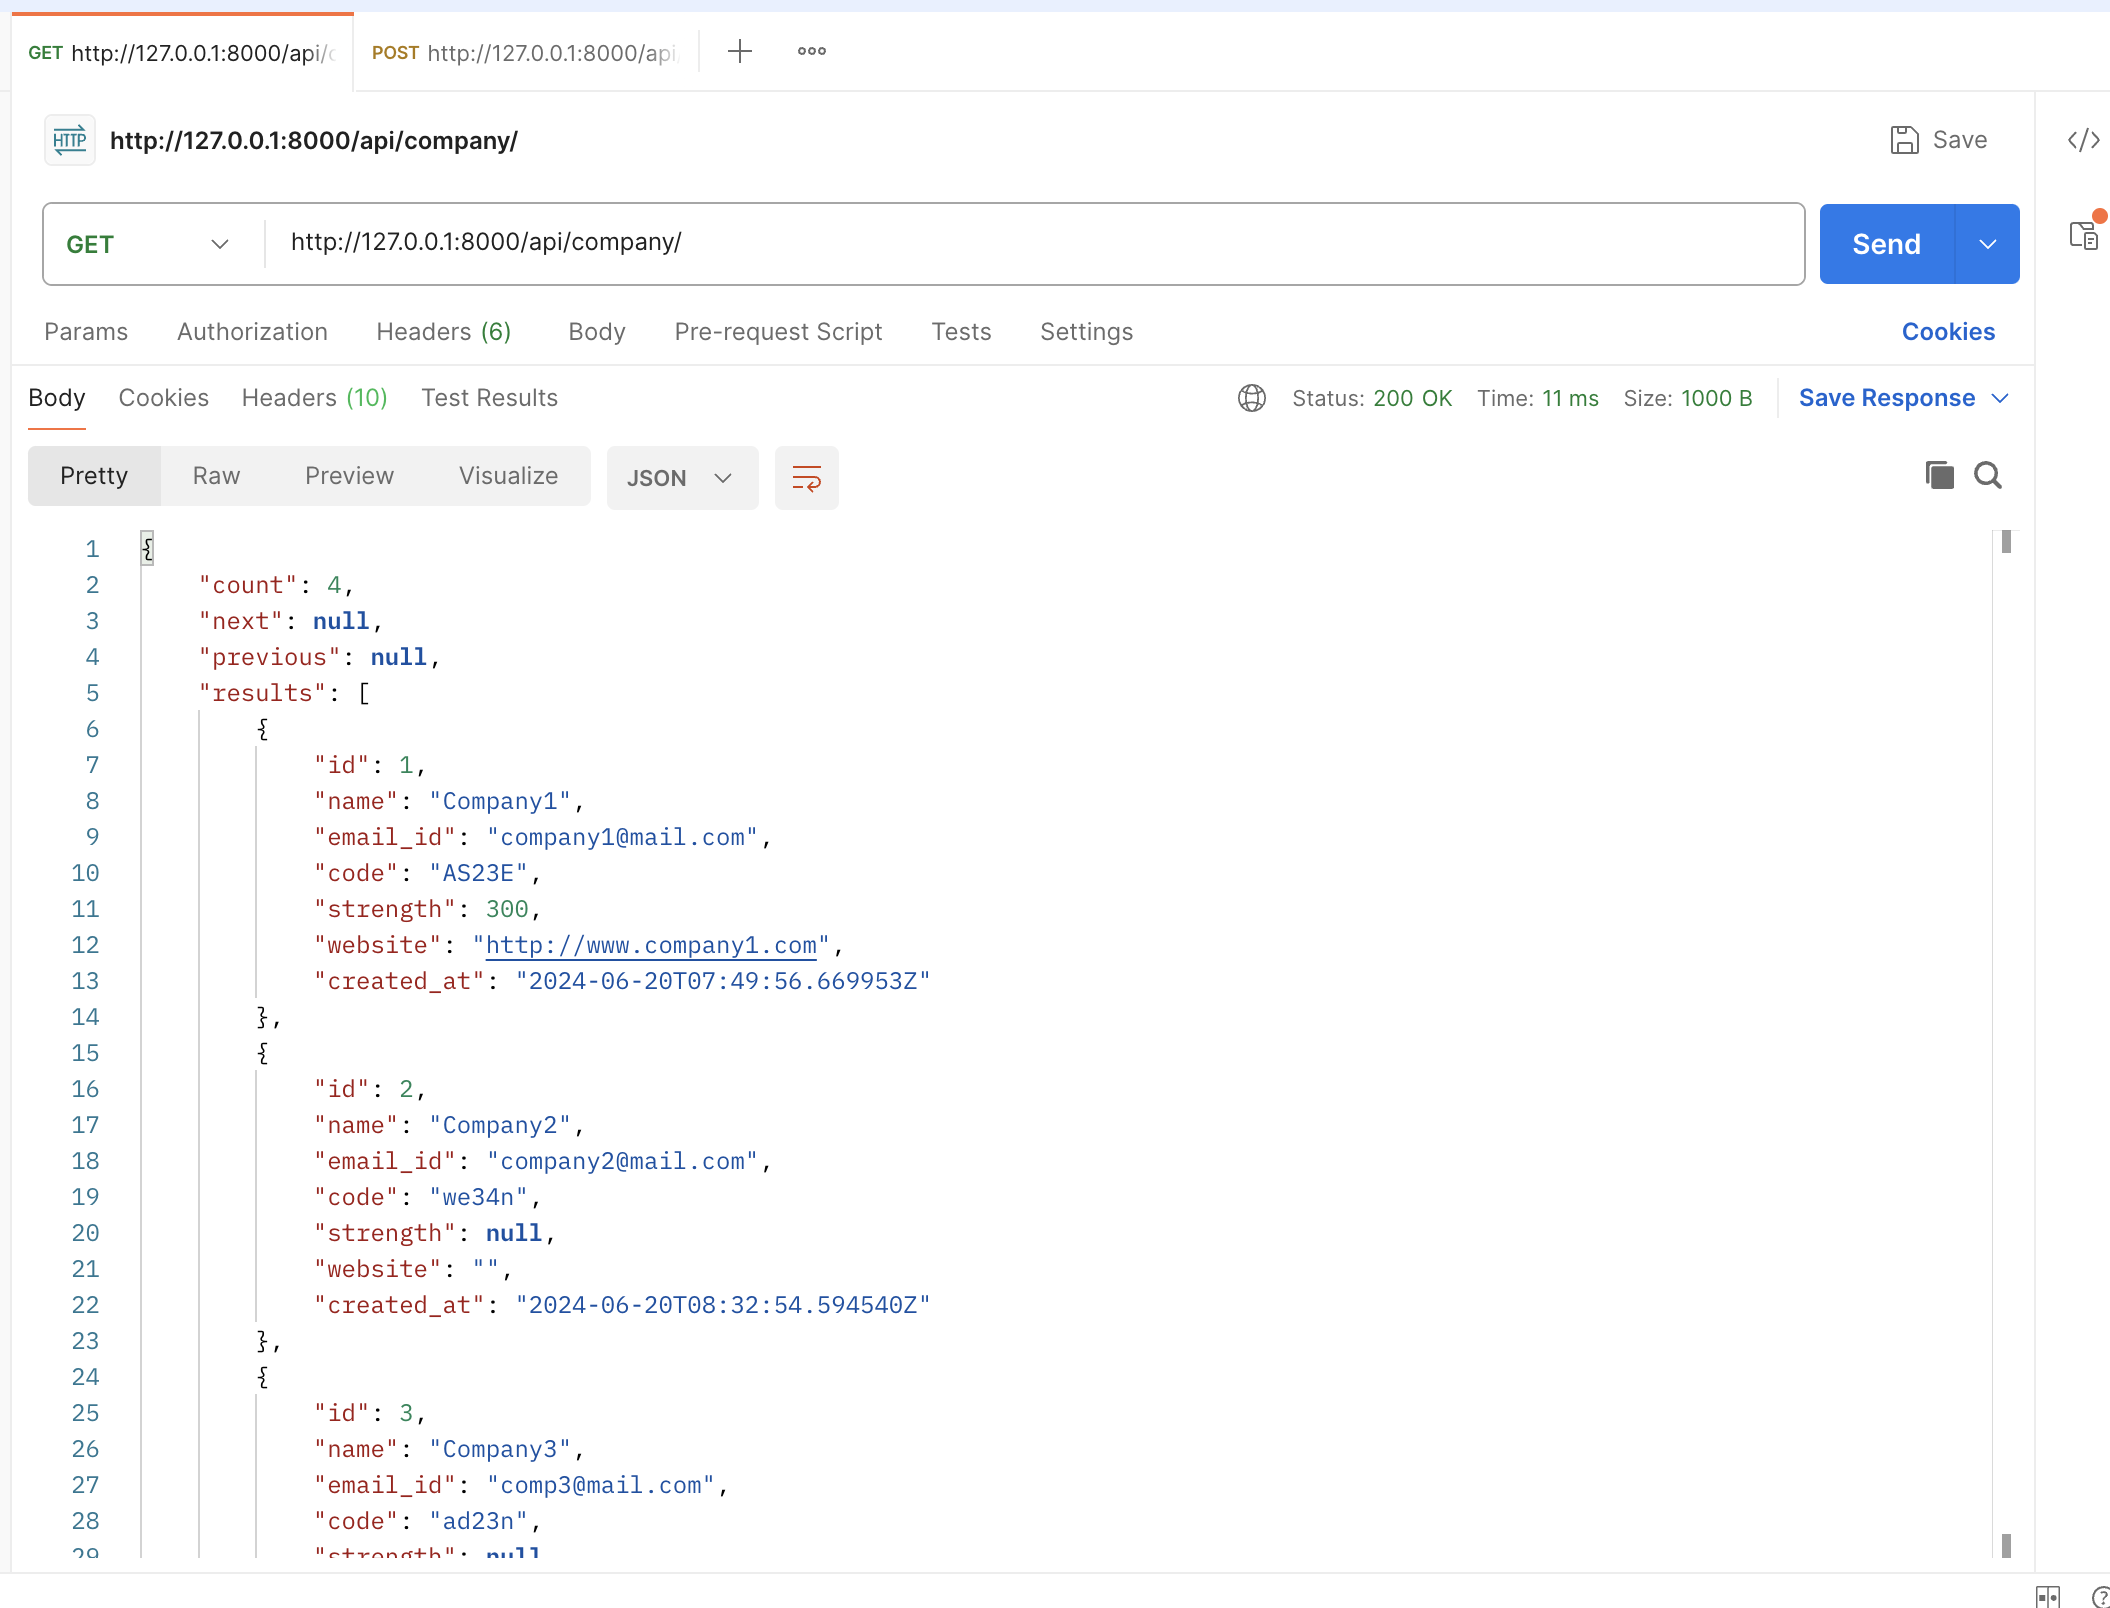 GET http://127.0.0.1:8000/api/c
POST http://127.0.0.1:8000/api/
HTTP http://127.0.0.1:8000/api/company/
Save
GET http://127.0.0.1:8000/api/company/
Send
Params Authorization Headers (6) Body Pre-request Script Tests Settings Cookies
Body Cookies Headers (10) Test Results Status: 200 OK Time: 11 ms Size: 1000 B Save Response
Pretty Raw Preview Visualize JSON
1 {
2 "count": 4,
3 "next": null,
4 "previous": null,
5 "results": [
6 {
7 "id": 1,
8 "name": "Company1",
9 "email_id": "company1@mail.com",
10 "code": "AS23E",
11 "strength": 300,
12 "website": "http://www.company1.com",
13 "created_at": "2024-06-20T07:49:56.669953Z"
14 },
15 {
16 "id": 2,
17 "name": "Company2",
18 "email_id": "company2@mail.com",
19 "code": "we34n",
20 "strength": null,
21 "website": "",
22 "created_at": "2024-06-20T08:32:54.594540Z"
23 },
24 {
25 "id": 3,
26 "name": "Company3",
27 "email_id": "comp3@mail.com",
28 "code": "ad23n",
29 "strength": null